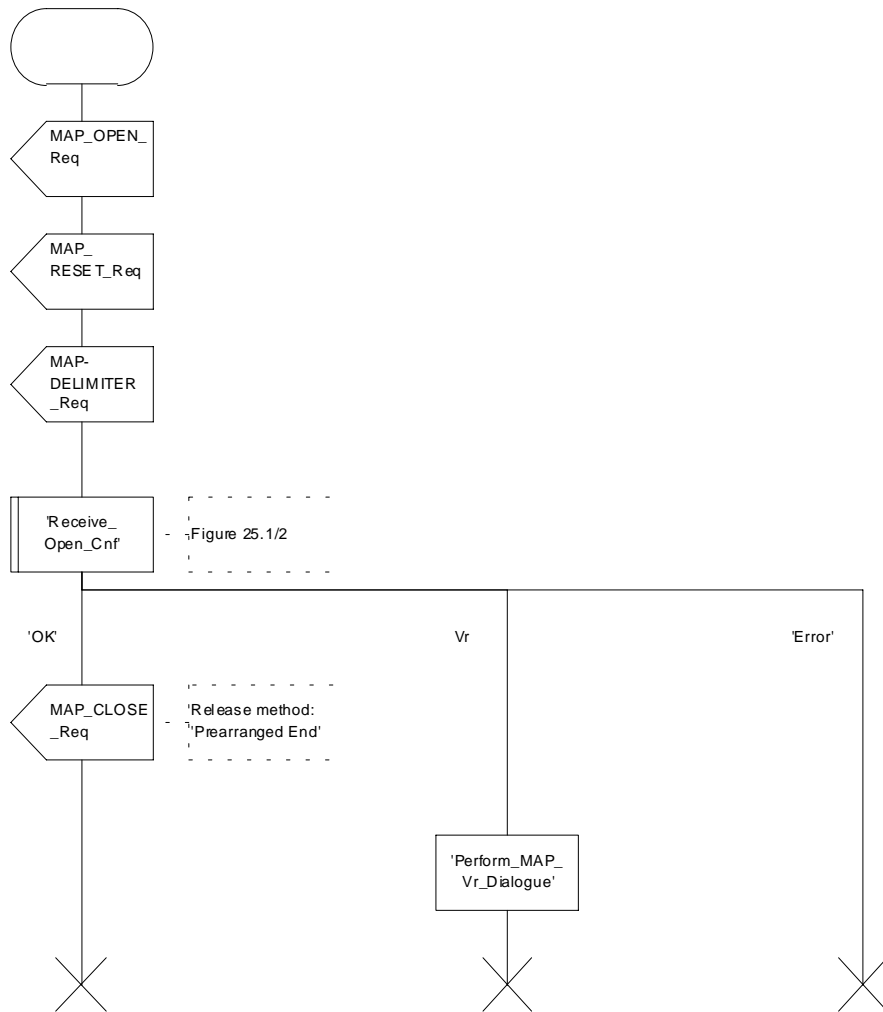 MAP_OPEN_
Req
MAP_
RESET_Req
MAP-
DELIMITER
_Req
'Receive_
Open_Cnf'
Figure 25.1/2
'OK'
Vr
'Error'
MAP_CLOSE
_Req
Release method:
'Prearranged End'
'Perform_MAP_
Vr_Dialogue'